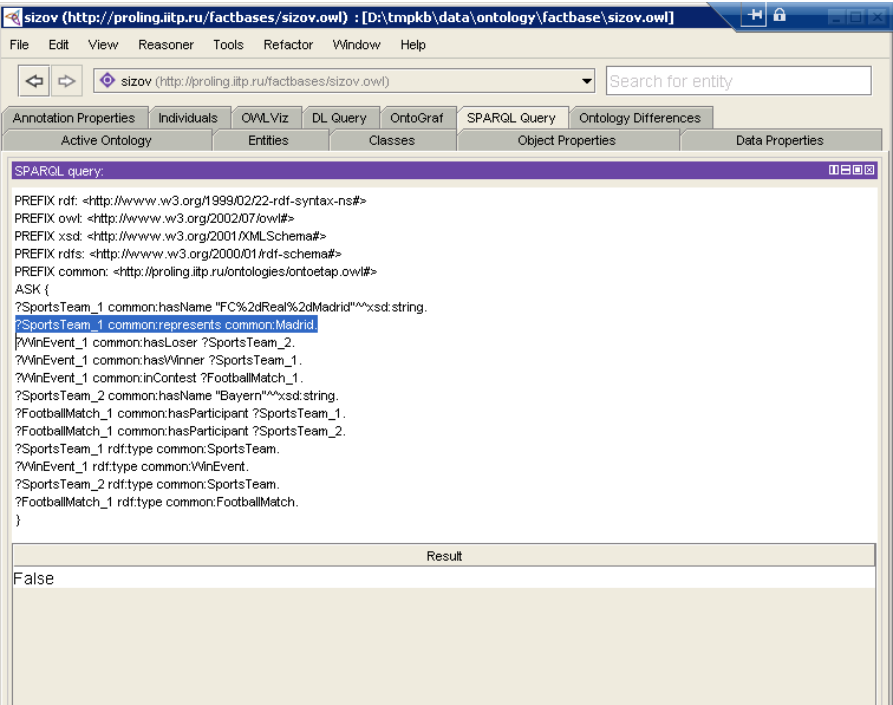 sizov (http://proling.iitp.ru/factbases/sizov.owl) : [D:\tmpkb\data\ontology\factbase\sizov.owl]
File Edit View Reasoner Tools Refactor Window Help
sizov (http://proling.iitp.ru/factbases/sizov.owl) Search for entity
Annotation Properties Individuals OWLViz DL Query OntoGraf SPARQL Query Ontology Differences
Active Ontology Entities Classes Object Properties Data Properties
SPARQL query:
PREFIX rdf: <http://www.w3.org/1999/02/22-rdf-syntax-ns#>
PREFIX owl: <http://www.w3.org/2002/07/owl#>
PREFIX xsd: <http://www.w3.org/2001/XMLSchema#>
PREFIX rdfs: <http://www.w3.org/2000/01/rdf-schema#>
PREFIX common: <http://proling.iitp.ru/ontologies/ontoetap.owl#>
ASK {
?SportsTeam_1 common:hasName "FC%2dReal%2dMadrid"^^xsd:string.
?SportsTeam_1 common:represents common:Madrid.
?WinEvent_1 common:hasLoser ?SportsTeam_2.
?WinEvent_1 common:hasWinner ?SportsTeam_1.
?WinEvent_1 common:inContest ?FootballMatch_1.
?SportsTeam_2 common:hasName "Bayern"^^xsd:string.
?FootballMatch_1 common:hasParticipant ?SportsTeam_1.
?FootballMatch_1 common:hasParticipant ?SportsTeam_2.
?SportsTeam_1 rdf:type common:SportsTeam.
?WinEvent_1 rdf:type common:WinEvent.
?SportsTeam_2 rdf:type common:SportsTeam.
?FootballMatch_1 rdf:type common:FootballMatch.
}
Result
False